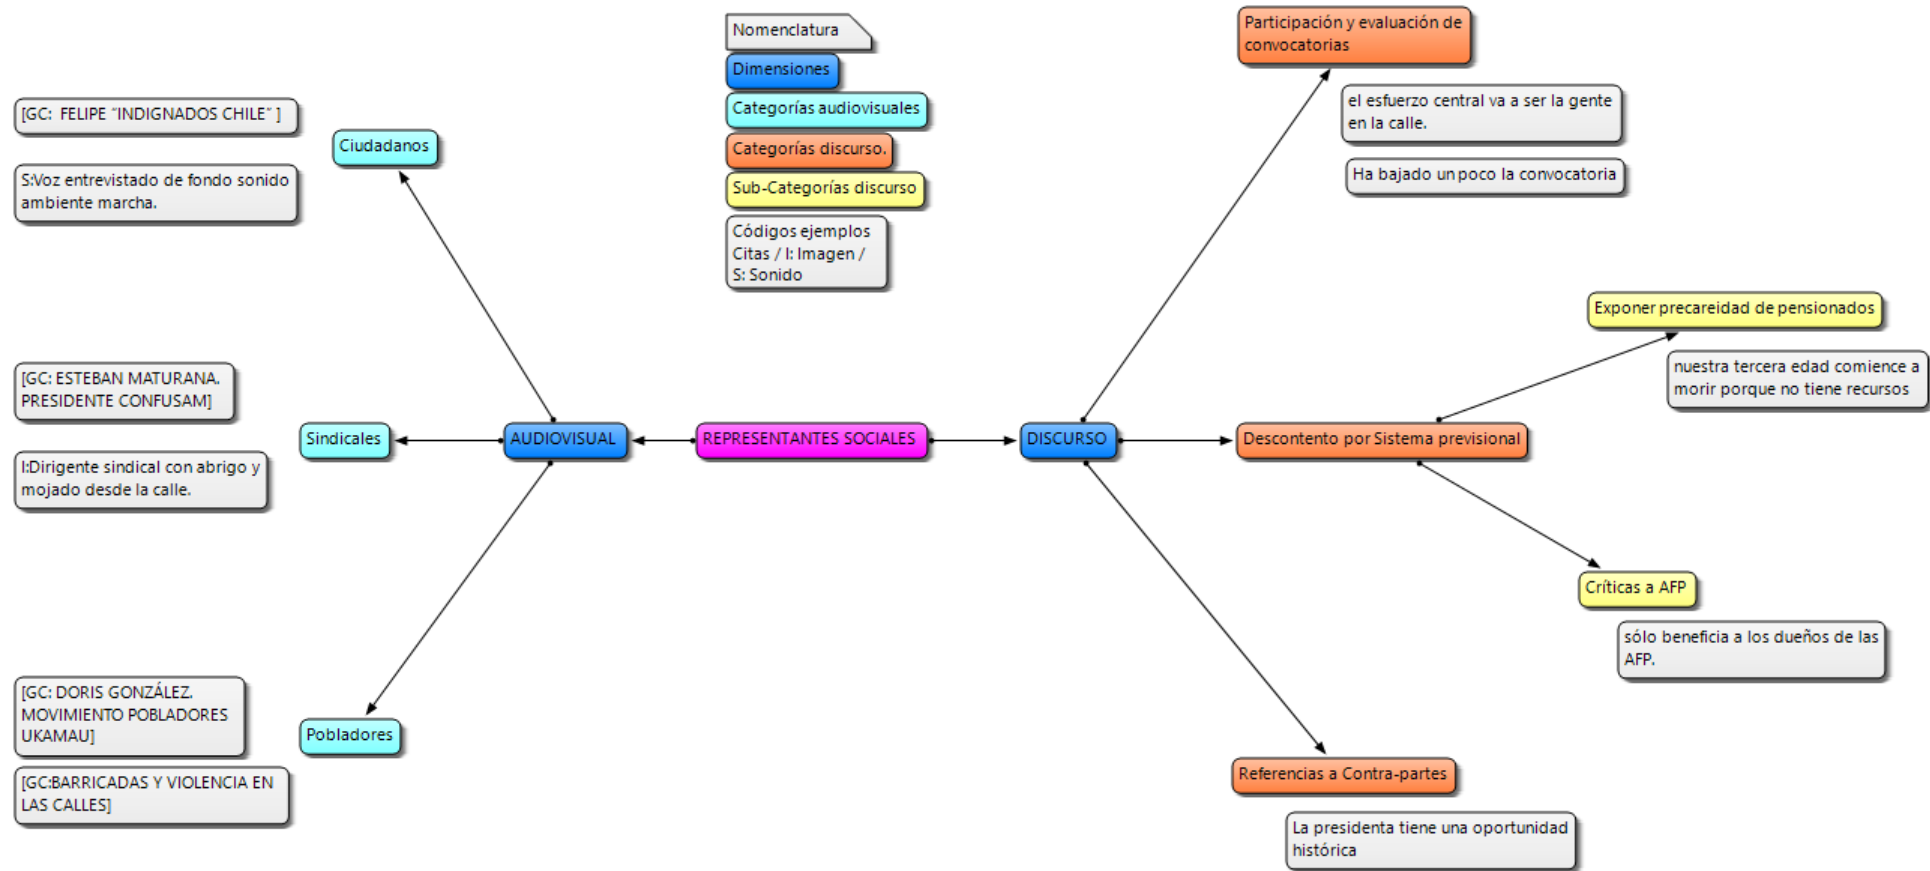 Nomenclatura
Dimensiones
Categorías audiovisuales
Categorías discurso.
Sub-Categorías discurso
Códigos ejemplos
Citas / I: Imagen /
S: Sonido
[GC:  FELIPE “INDIGNADOS CHILE” ]
Ciudadanos
S:Voz entrevistado de fondo sonido
ambiente marcha.
[GC: ESTEBAN MATURANA.
PRESIDENTE CONFUSAM]
Sindicales
I:Dirigente sindical con abrigo y
mojado desde la calle.
[GC: DORIS GONZÁLEZ.
MOVIMIENTO POBLADORES
UKAMAU]
Pobladores
[GC:BARRICADAS Y VIOLENCIA EN
LAS CALLES]
AUDIOVISUAL
REPRESENTANTES SOCIALES
DISCURSO
Participación y evaluación de
convocatorias
el esfuerzo central va a ser la gente
en la calle.
Ha bajado un poco la convocatoria
Descontento por Sistema previsional
Exponer precareidad de pensionados
nuestra tercera edad comience a
morir porque no tiene recursos
Críticas a AFP
sólo beneficia a los dueños de las
AFP.
Referencias a Contra-partes
La presidenta tiene una oportunidad
histórica